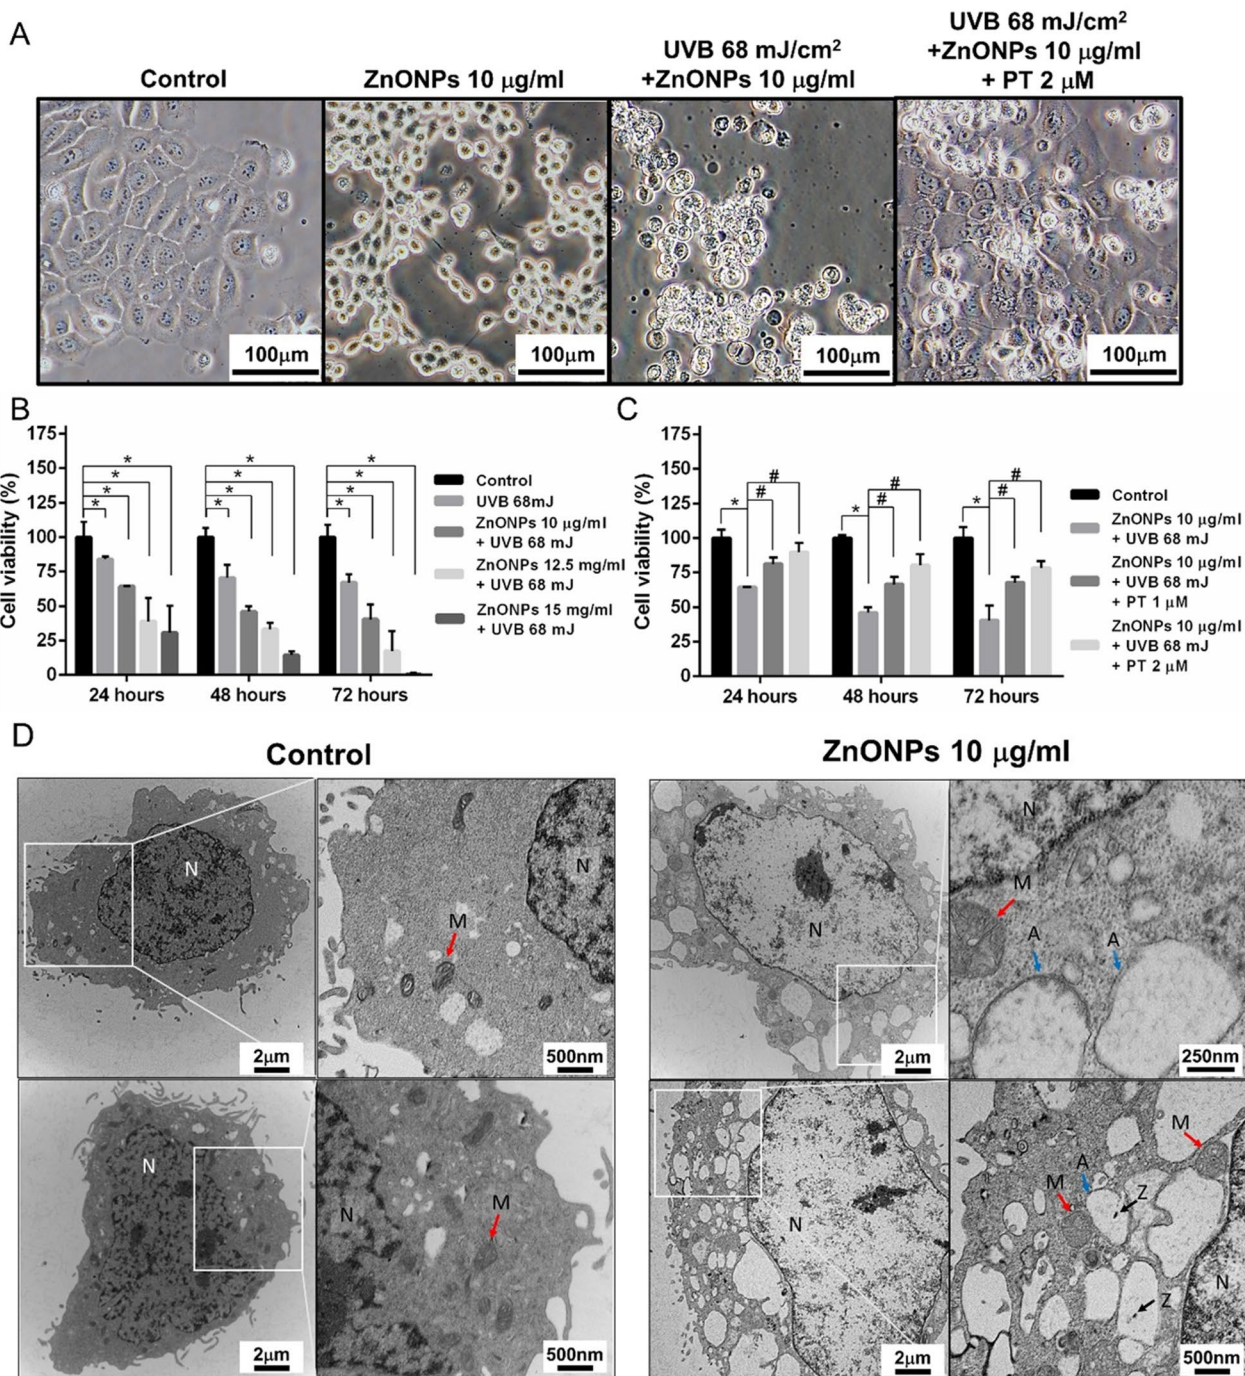 A
Control
ZnONPs 10 μg/ml
UVB 68 mJ/cm²
+ZnONPs 10 μg/ml
UVB 68 mJ/cm²
+ZnONPs 10 μg/ml
+ PT 2 μM
100μm
100μm
100μm
100μm
B
Cell viability (%)
175
150
125
100
75
50
25
0
* * * *
* * * *
* * * *
24 hours
48 hours
72 hours
Control
UVB 68mJ
ZnONPs 10 μg/ml
+ UVB 68 mJ
ZnONPs 12.5 mg/ml
+ UVB 68 mJ
ZnONPs 15 mg/ml
+ UVB 68 mJ
C
Cell viability (%)
175
150
125
100
75
50
25
0
* # #
* # #
* # #
24 hours
48 hours
72 hours
Control
ZnONPs 10 μg/ml
+ UVB 68 mJ
ZnONPs 10 μg/ml
+ UVB 68 mJ
+ PT 1 μM
ZnONPs 10 μg/ml
+ UVB 68 mJ
+ PT 2 μM
D
Control
ZnONPs 10 μg/ml
N
2μm
N
M
500nm
N
2μm
N
M
A
A
250nm
N
2μm
N
M
500nm
N
2μm
M
A
M
Z
Z
N
500nm